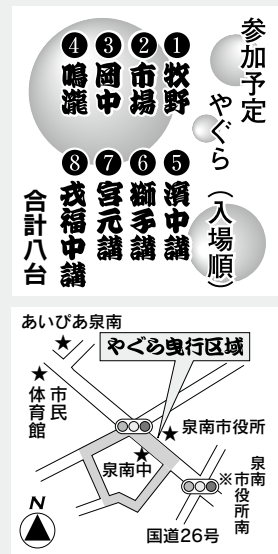 参加予定
やぐら（入場順）
❶牧野
❷市場
❸岡中
❹鳴瀧
❺濱中講
❻獅子講
❼宮元講
❽戎福中講
合計八台
あいぴあ泉南
やぐら曳行区域
市民体育館
泉南市役所
泉南中
泉南
※市役所南
国道26号
N